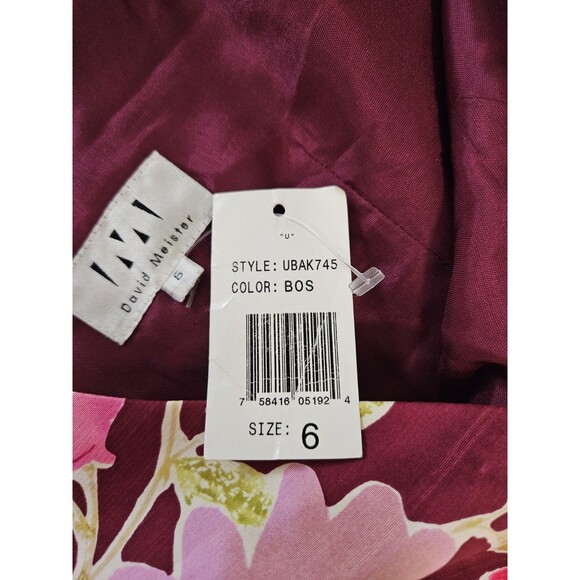 David Meister
6
"U"
STYLE: UBAK745
COLOR: BOS
7 58416 05192 4
SIZE: 6